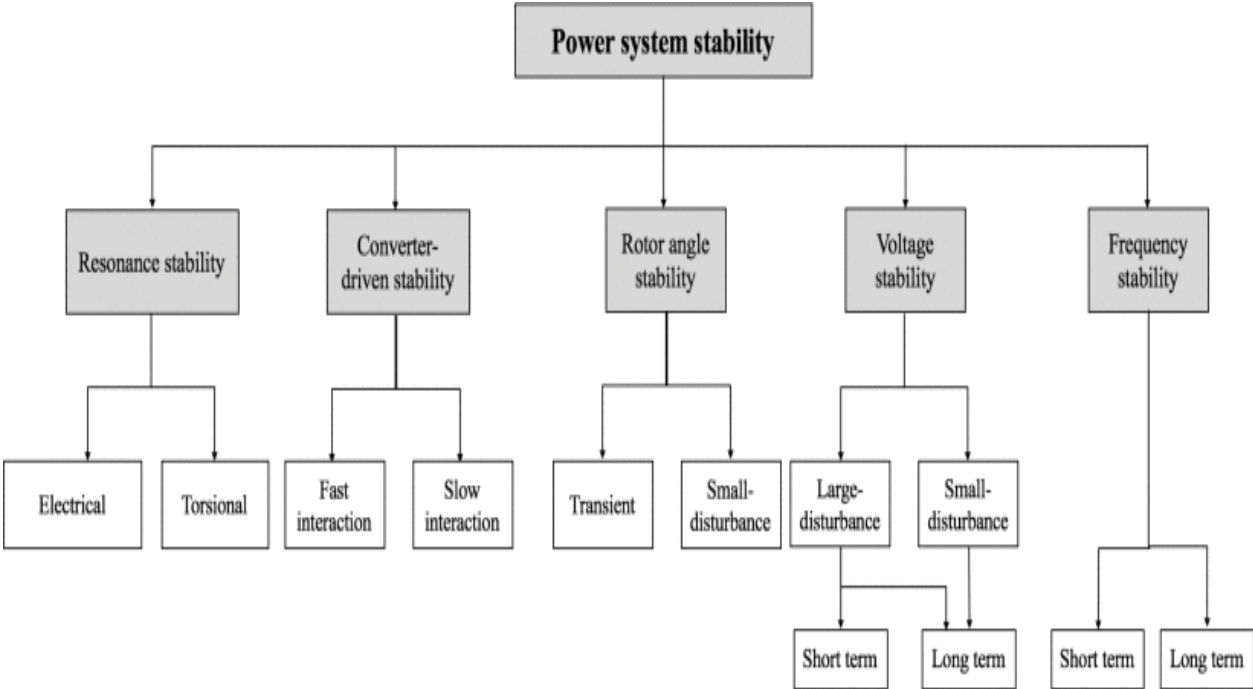 Power system stability
Resonance stability
Converter-
driven stability
Rotor angle
stability
Voltage
stability
Frequency
stability
Electrical
Torsional
Fast
interaction
Slow
interaction
Transient
Small-
disturbance
Large-
disturbance
Small-
disturbance
Short term
Long term
Short term
Long term